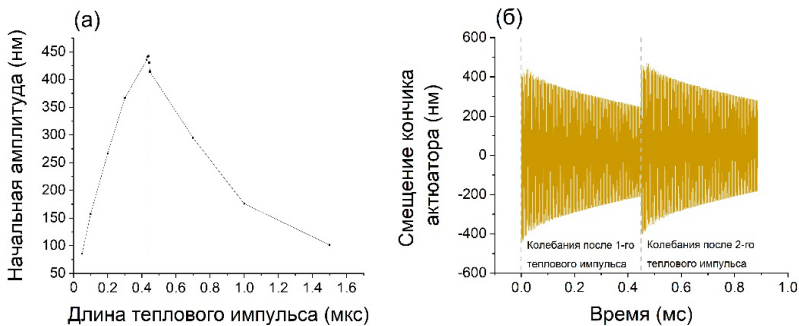 (а)
Начальная амплитуда (нм)
450
400
350
300
250
200
150
100
50
0.0 0.2 0.4 0.6 0.8 1.0 1.2 1.4 1.6
Длина теплового импульса (мкс)
(б)
Смещение кончика
актюатора (нм)
600
400
200
0
-200
-400
-600
Колебания после 1-го
теплового импульса
Колебания после 2-го
теплового импульса
0.0 0.2 0.4 0.6 0.8 1.0
Время (мс)